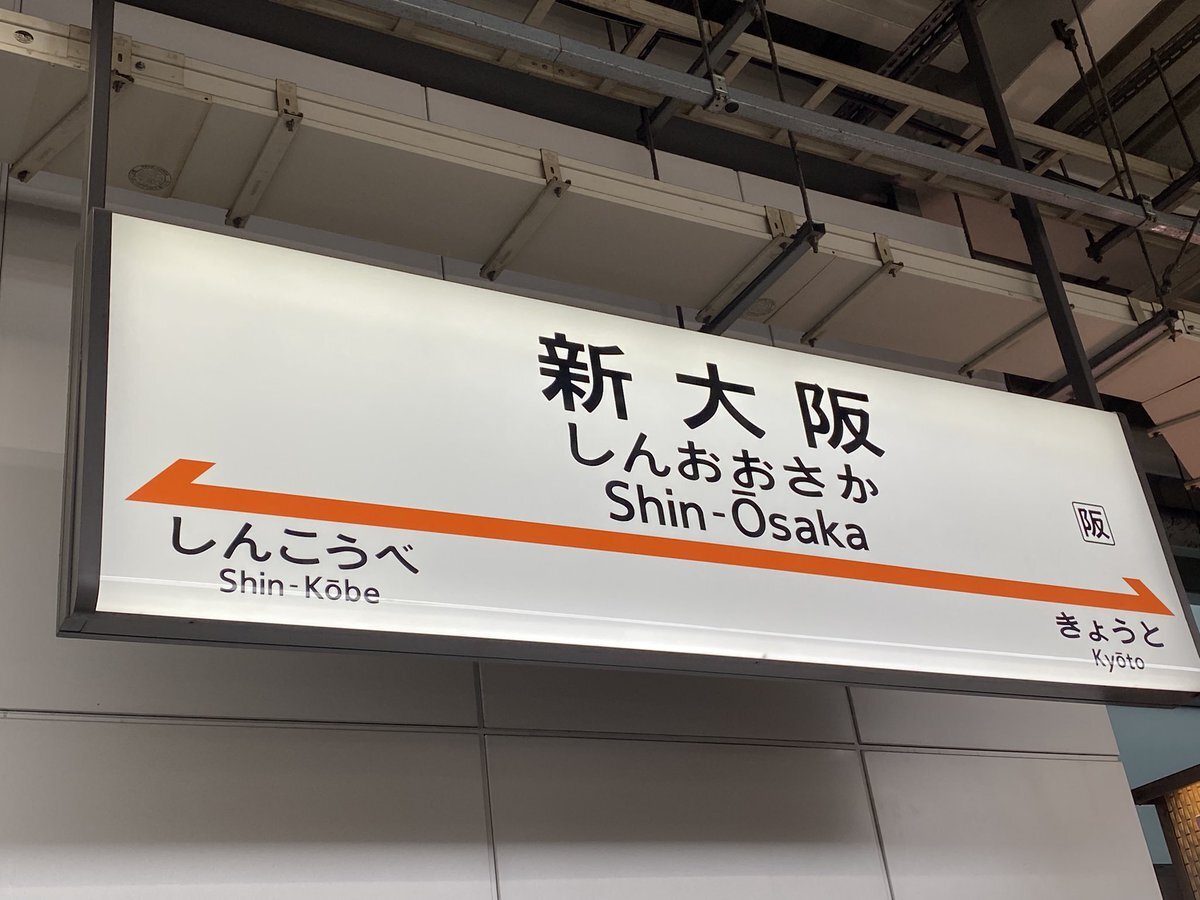 新大阪
しんおおさか
Shin-Ōsaka
阪
しんこうべ
Shin-Kōbe
きょうと
Kyōto